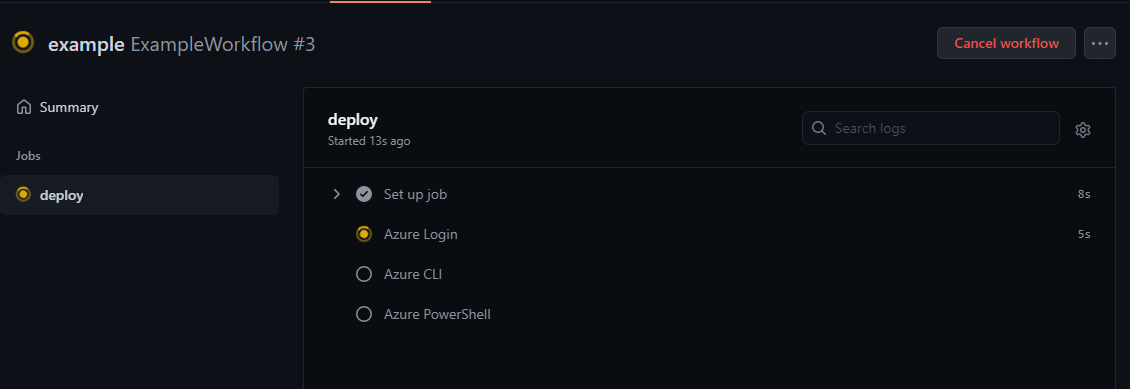 example ExampleWorkflow #3
Cancel workflow
Summary
Jobs
deploy
deploy
Started 13s ago
Search logs
Set up job 8s
Azure Login 5s
Azure CLI
Azure PowerShell